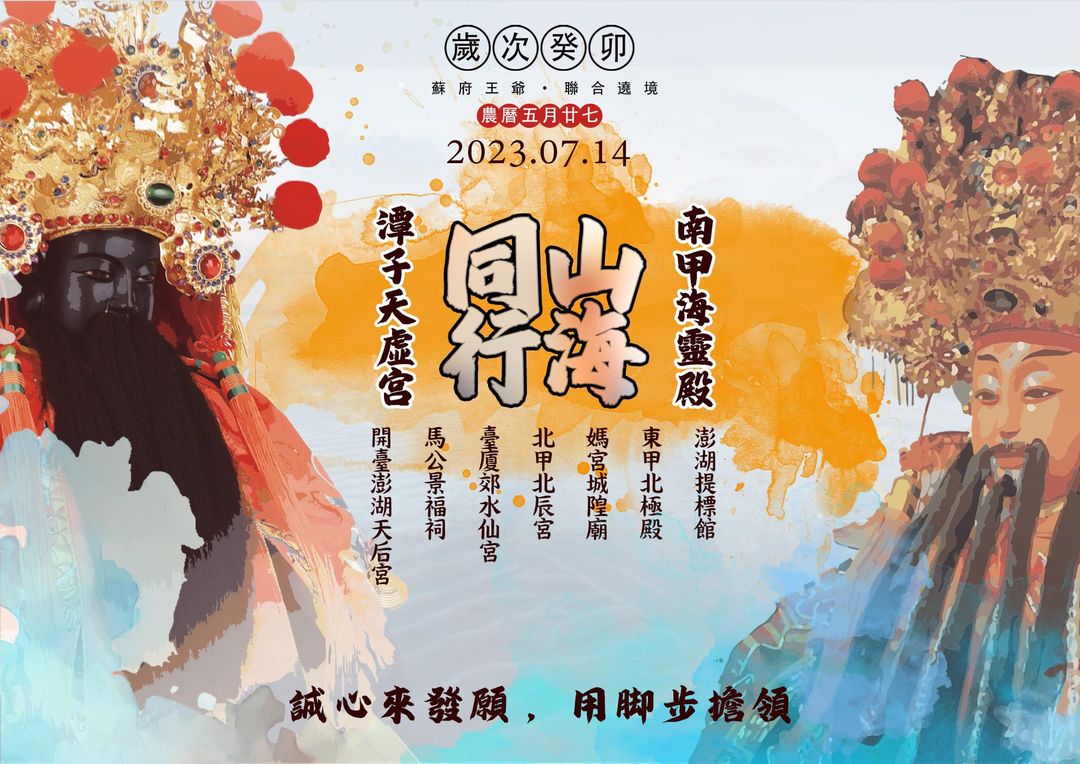 歲次癸卯
蘇府王爺·聯合遶境
農曆五月廿七
2023.07.14
南甲海靈殿
山海
同行
潭子天虛宮
澎湖提標館
東甲北極殿
媽宮城隍廟
北甲北辰宮
臺廈郊水仙宮
馬公景福祠
開臺澎湖天后宮
誠心來發願，用脚步擔領